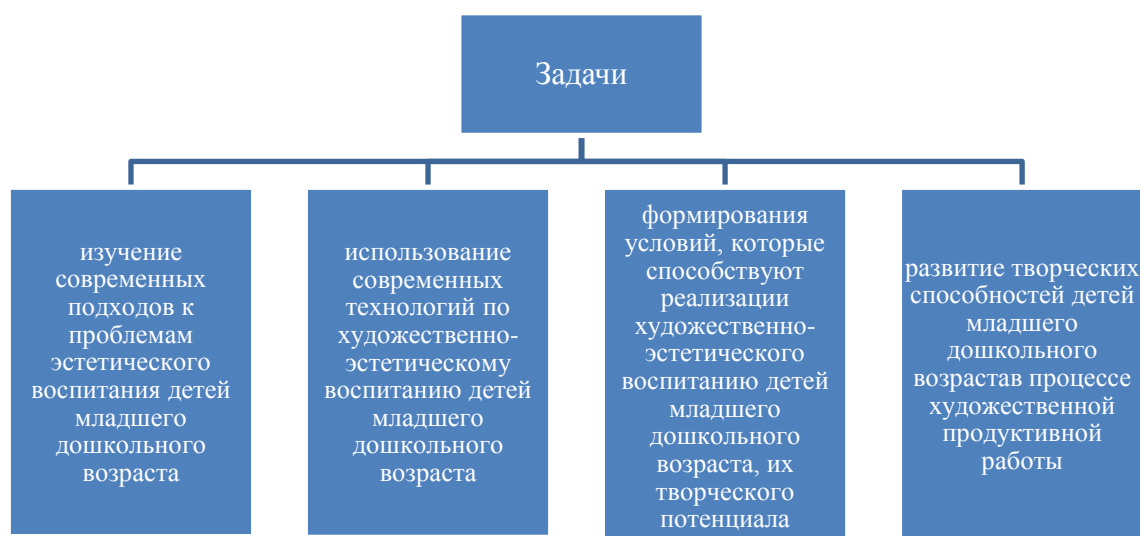 Задачи
изучение
современных
подходов к
проблемам
эстетического
воспитания детей
младшего
дошкольного
возраста
использование
современных
технологий по
художественно-
эстетическому
воспитанию детей
младшего
дошкольного
возраста
формирования
условий, которые
способствуют
реализации
художественно-
эстетического
воспитанию детей
младшего
дошкольного
возраста, их
творческого
потенциала
развитие творческих
способностей детей
младшего
дошкольного
возрастав процессе
художественной
продуктивной
работы